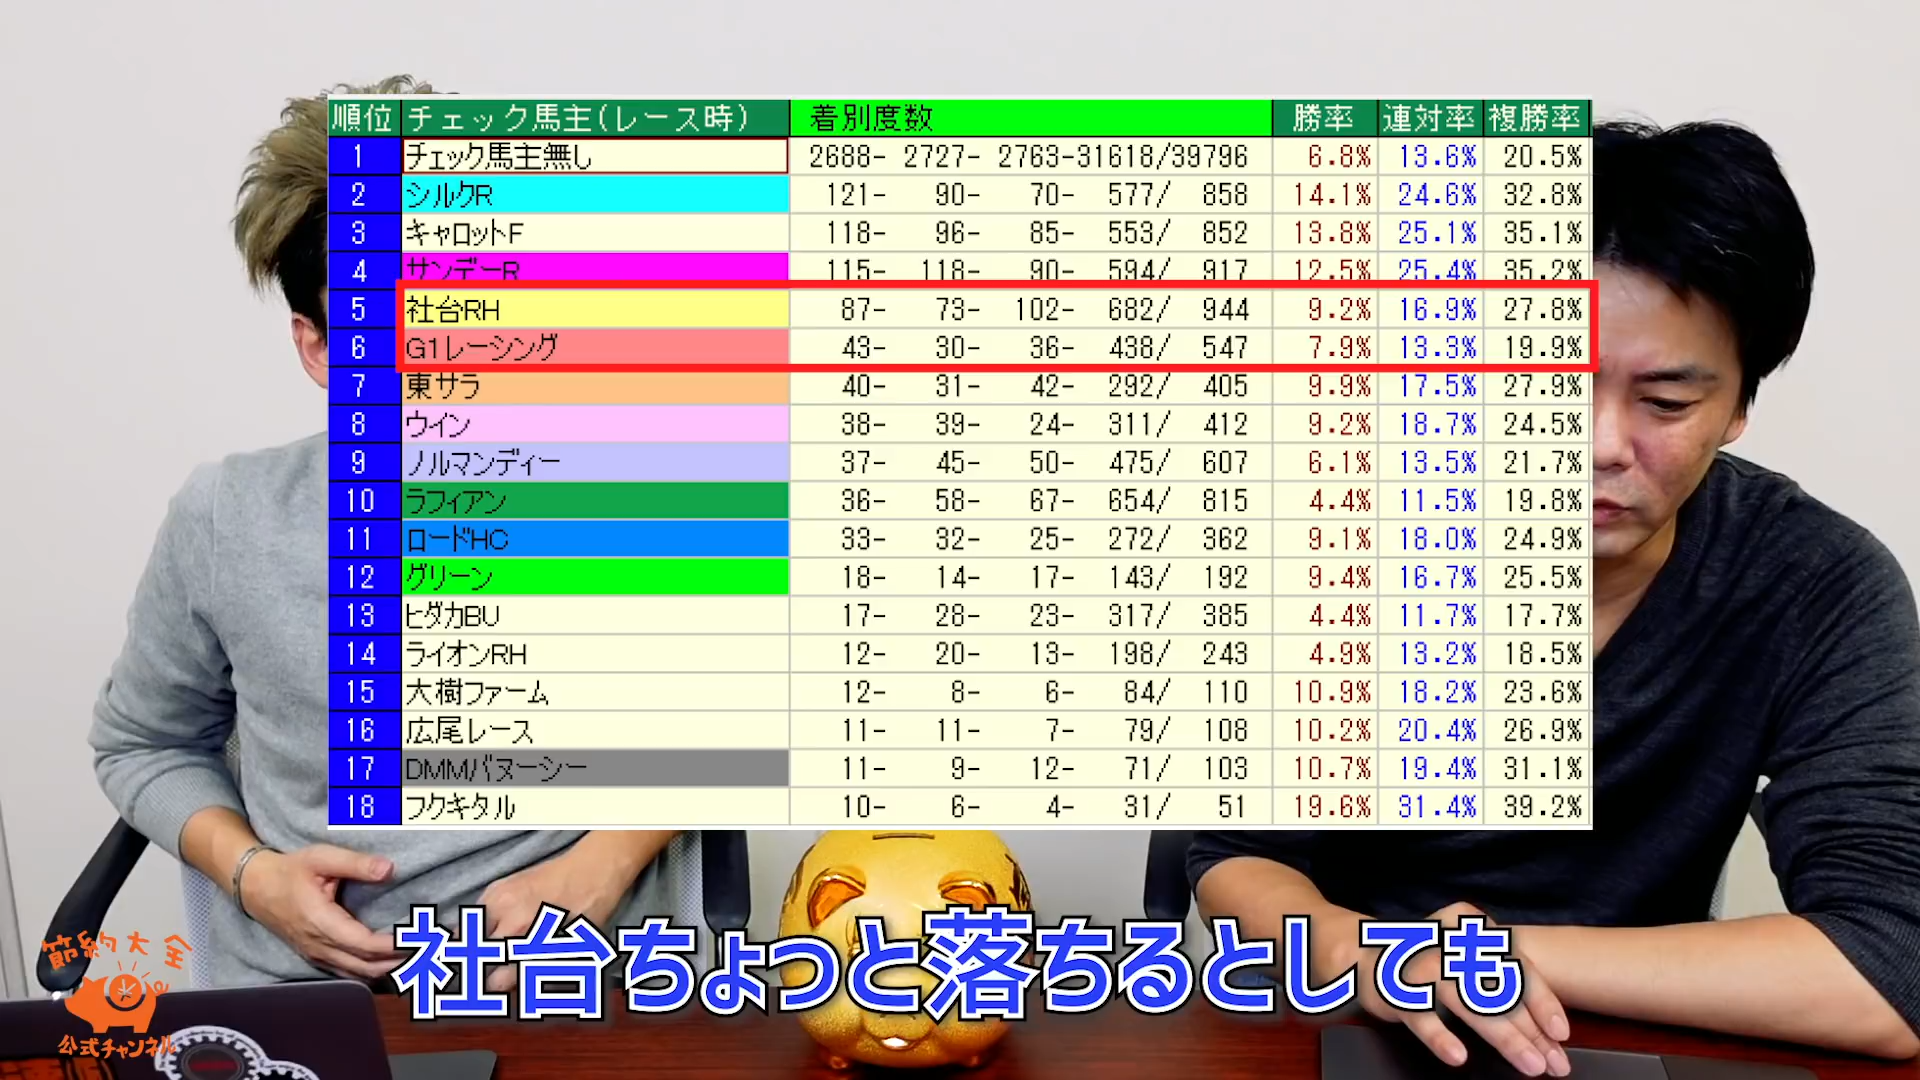 順位 チェック馬主(レース時) 着別度数 勝率 連対率 複勝率
1 チェック馬主無し 2688- 2727- 2763-31618/39796 6.8% 13.6% 20.5%
2 シルクR 121- 90- 70- 577/ 858 14.1% 24.6% 32.8%
3 キャロットF 118- 96- 85- 553/ 852 13.8% 25.1% 35.1%
4 サンデーR 115- 118- 90- 594/ 917 12.5% 25.4% 35.2%
5 社台RH 87- 73- 102- 682/ 944 9.2% 16.9% 27.8%
6 G1レーシング 43- 30- 36- 438/ 547 7.9% 13.3% 19.9%
7 東サラ 40- 31- 42- 292/ 405 9.9% 17.5% 27.9%
8 ウイン 38- 39- 24- 311/ 412 9.2% 18.7% 24.5%
9 ノルマンディー 37- 45- 50- 475/ 607 6.1% 13.5% 21.7%
10 ラフィアン 36- 58- 67- 654/ 815 4.4% 11.5% 19.8%
11 ロードHC 33- 32- 25- 272/ 362 9.1% 18.0% 24.9%
12 グリーン 18- 14- 17- 143/ 192 9.4% 16.7% 25.5%
13 ヒダカBU 17- 28- 23- 317/ 385 4.4% 11.7% 17.7%
14 ライオンRH 12- 20- 13- 198/ 243 4.9% 13.2% 18.5%
15 大樹ファーム 12- 8- 6- 84/ 110 10.9% 18.2% 23.6%
16 広尾レース 11- 11- 7- 79/ 108 10.2% 20.4% 26.9%
17 DMMバヌーシー 11- 9- 12- 71/ 103 10.7% 19.4% 31.1%
18 フクキタル 10- 6- 4- 31/ 51 19.6% 31.4% 39.2%
社台ちょっと落ちるとしても
節約大全
公式チャンネル